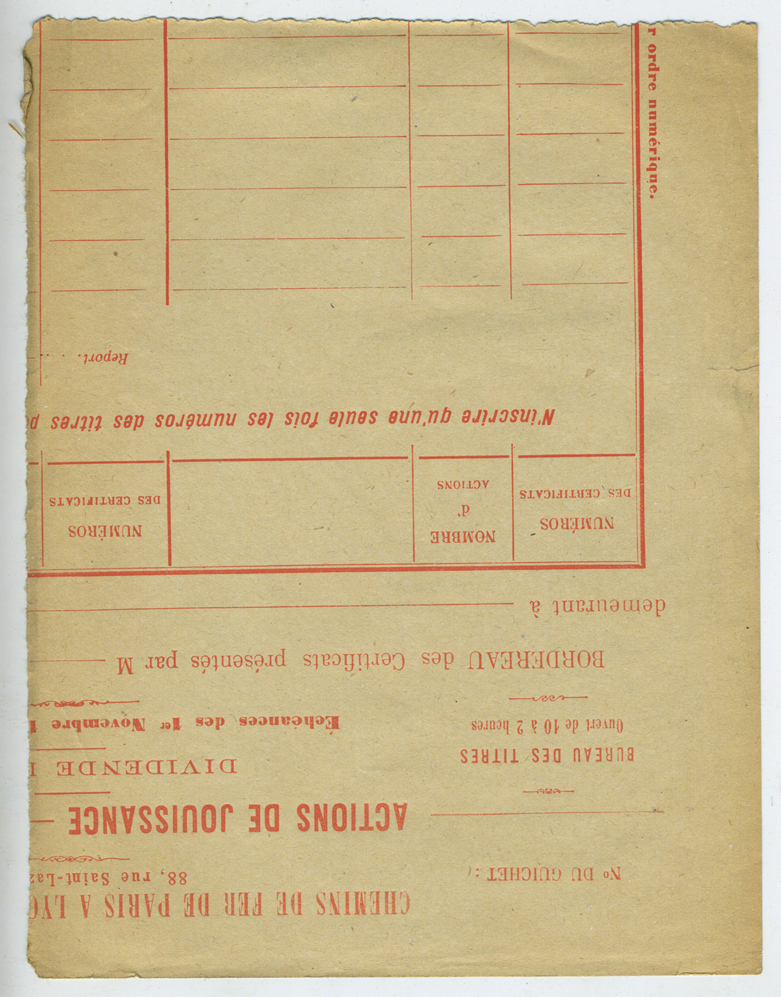 CHEMINS DE FER DE PARIS A LYO
88, rue Saint-Laz
N° DU GUICHET :
ACTIONS DE JOUISSANCE —
BUREAU DES TITRES
Ouvert de 10 à 2 heures
DIVIDENDE
Échéances des 1er Novembre 1
BORDEREAU des Certificats présentés par M
demeurant à
NUMÉROS
DES CERTIFICATS
NOMBRE
d'
ACTIONS
NUMÉROS
DES CERTIFICATS
N'inscrire qu'une seule fois les numéros des titres p
Report. . . .
r ordre numérique.